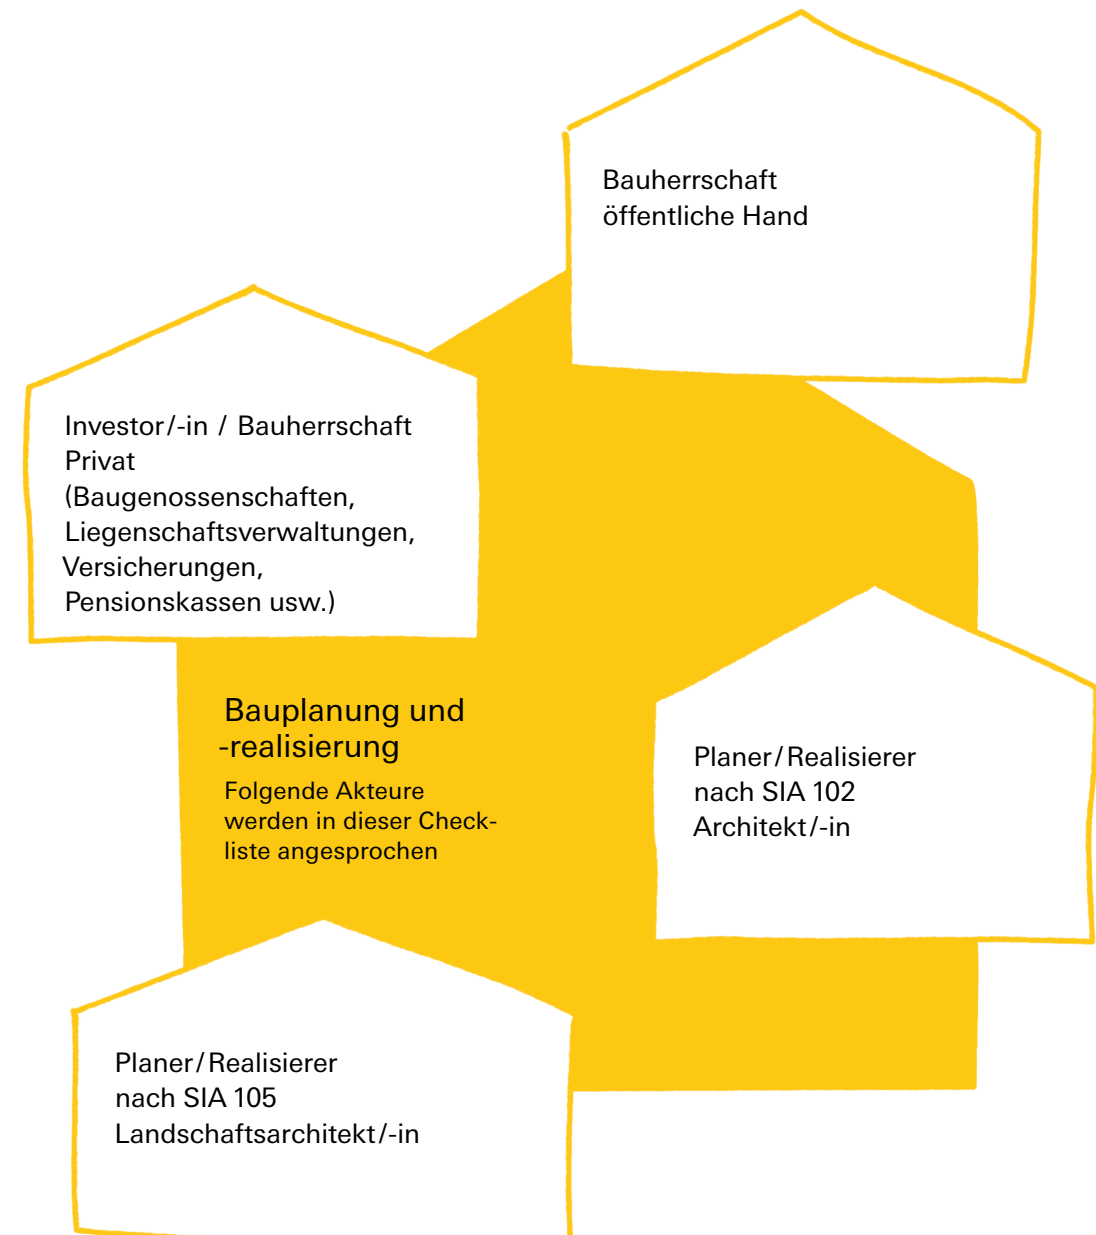 Bauherrschaft
öffentliche Hand
Investor/-in / Bauherrschaft
Privat
(Baugenossenschaften,
Liegenschaftsverwaltungen,
Versicherungen,
Pensionskassen usw.)
Bauplanung und
-realisierung
Folgende Akteure
werden in dieser Check-
liste angesprochen
Planer/Realisierer
nach SIA 102
Architekt/-in
Planer/Realisierer
nach SIA 105
Landschaftsarchitekt/-in